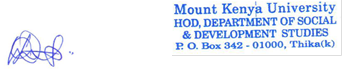 Mount Kenya University
HOD, DEPARTMENT OF SOCIAL
& DEVELOPMENT STUDIES
P. O. Box 342 - 01000, Thika(k)